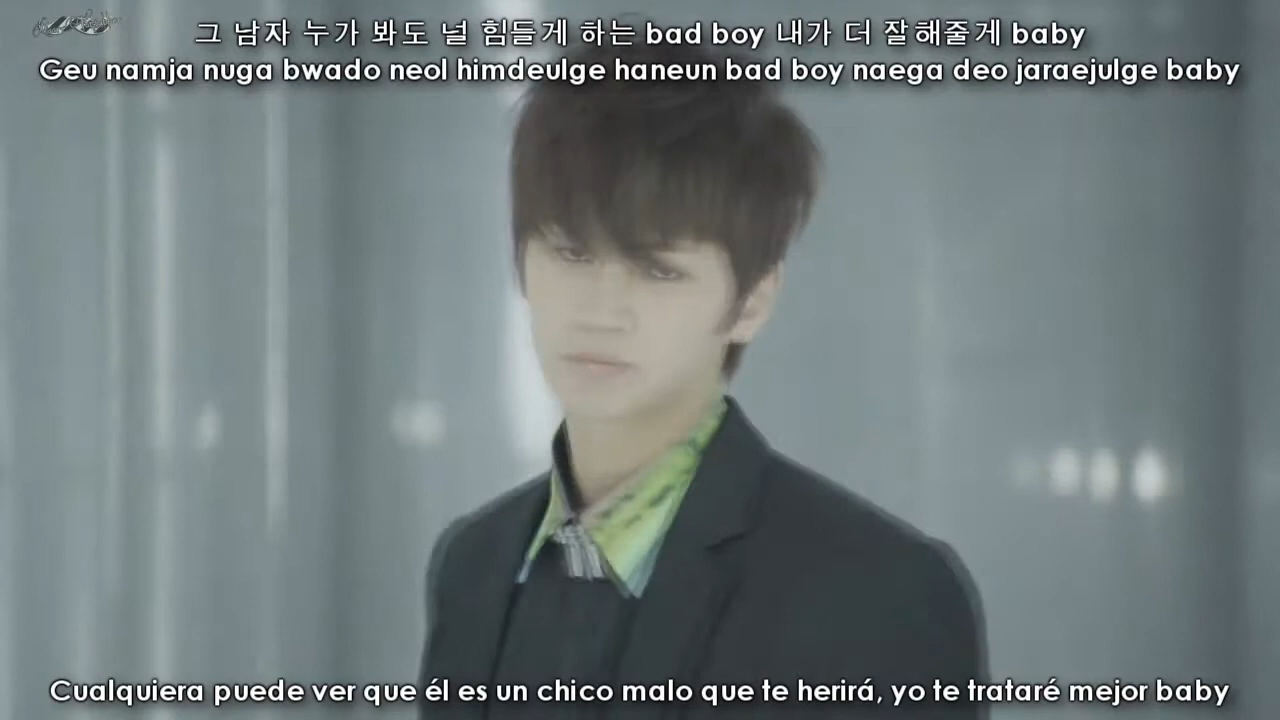 그 남자 누가 봐도 널 힘들게 하는 bad boy 내가 더 잘해줄게 baby
Geu namja nuga bwado neol himdeulge haneun bad boy naega deo jaraejulge baby
Cualquiera puede ver que él es un chico malo que te herirá, yo te trataré mejor baby